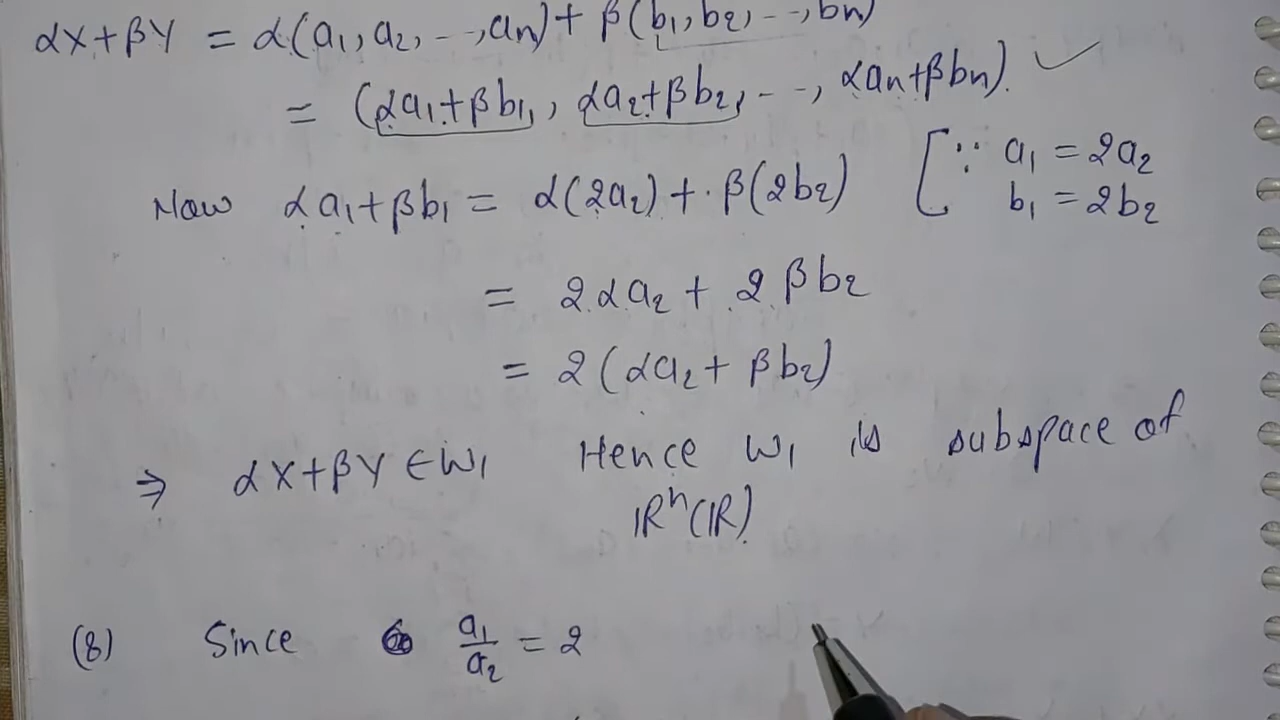 αX+βY = α(a₁, a₂, --, an) + β(b₁, b₂, --, bn)
= (αa₁+βb₁, αa₂+βb₂, --, αan+βbn). ✓
Now αa₁+βb₁ = α(2a₂) + β(2b₂) [∵ a₁ = 2a₂
b₁ = 2b₂
= 2αa₂ + 2βb₂
= 2(αa₂ + βb₂)
⇒ αX+βY ∈ W₁ Hence W₁ is subspace of
ℝⁿ(ℝ)
(8) Since a₁/a₂ = 2